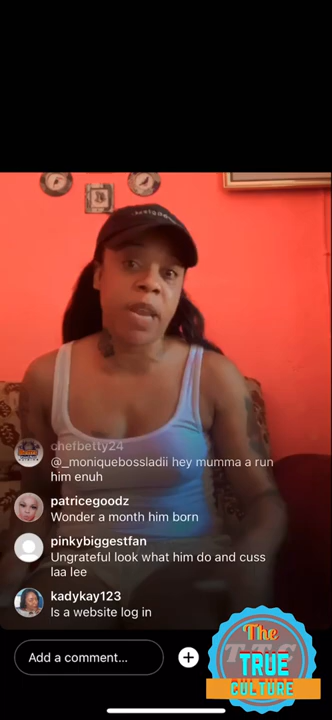 chefbetty24
@_moniquebossladii hey mumma a run
him enuh
patricegoodz
Wonder a month him born
pinkybiggestfan
Ungrateful look what him do and cuss
laa lee
kadykay123
Is a website log in
Add a comment...
The
TRUE
CULTURE